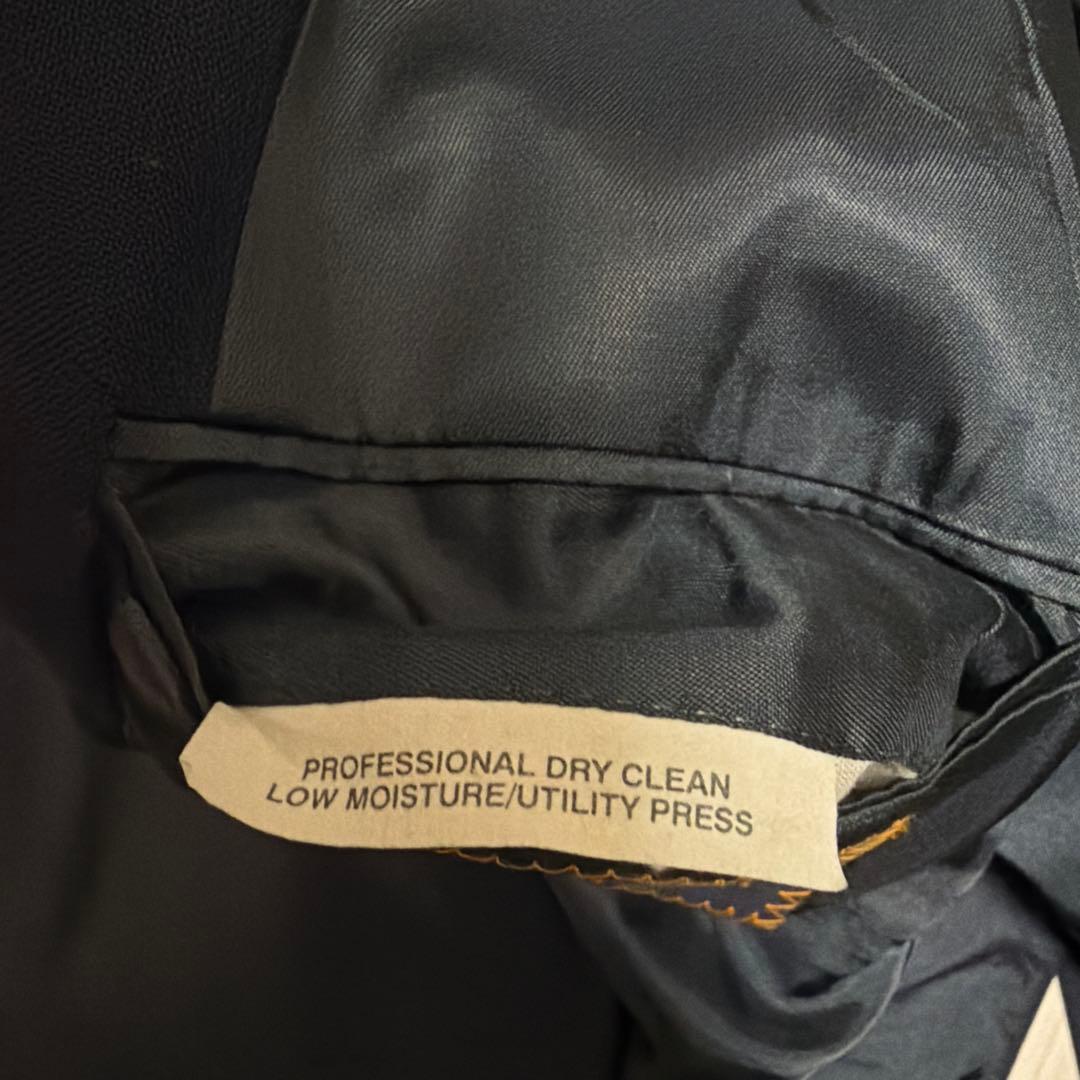 PROFESSIONAL DRY CLEAN
LOW MOISTURE/UTILITY PRESS